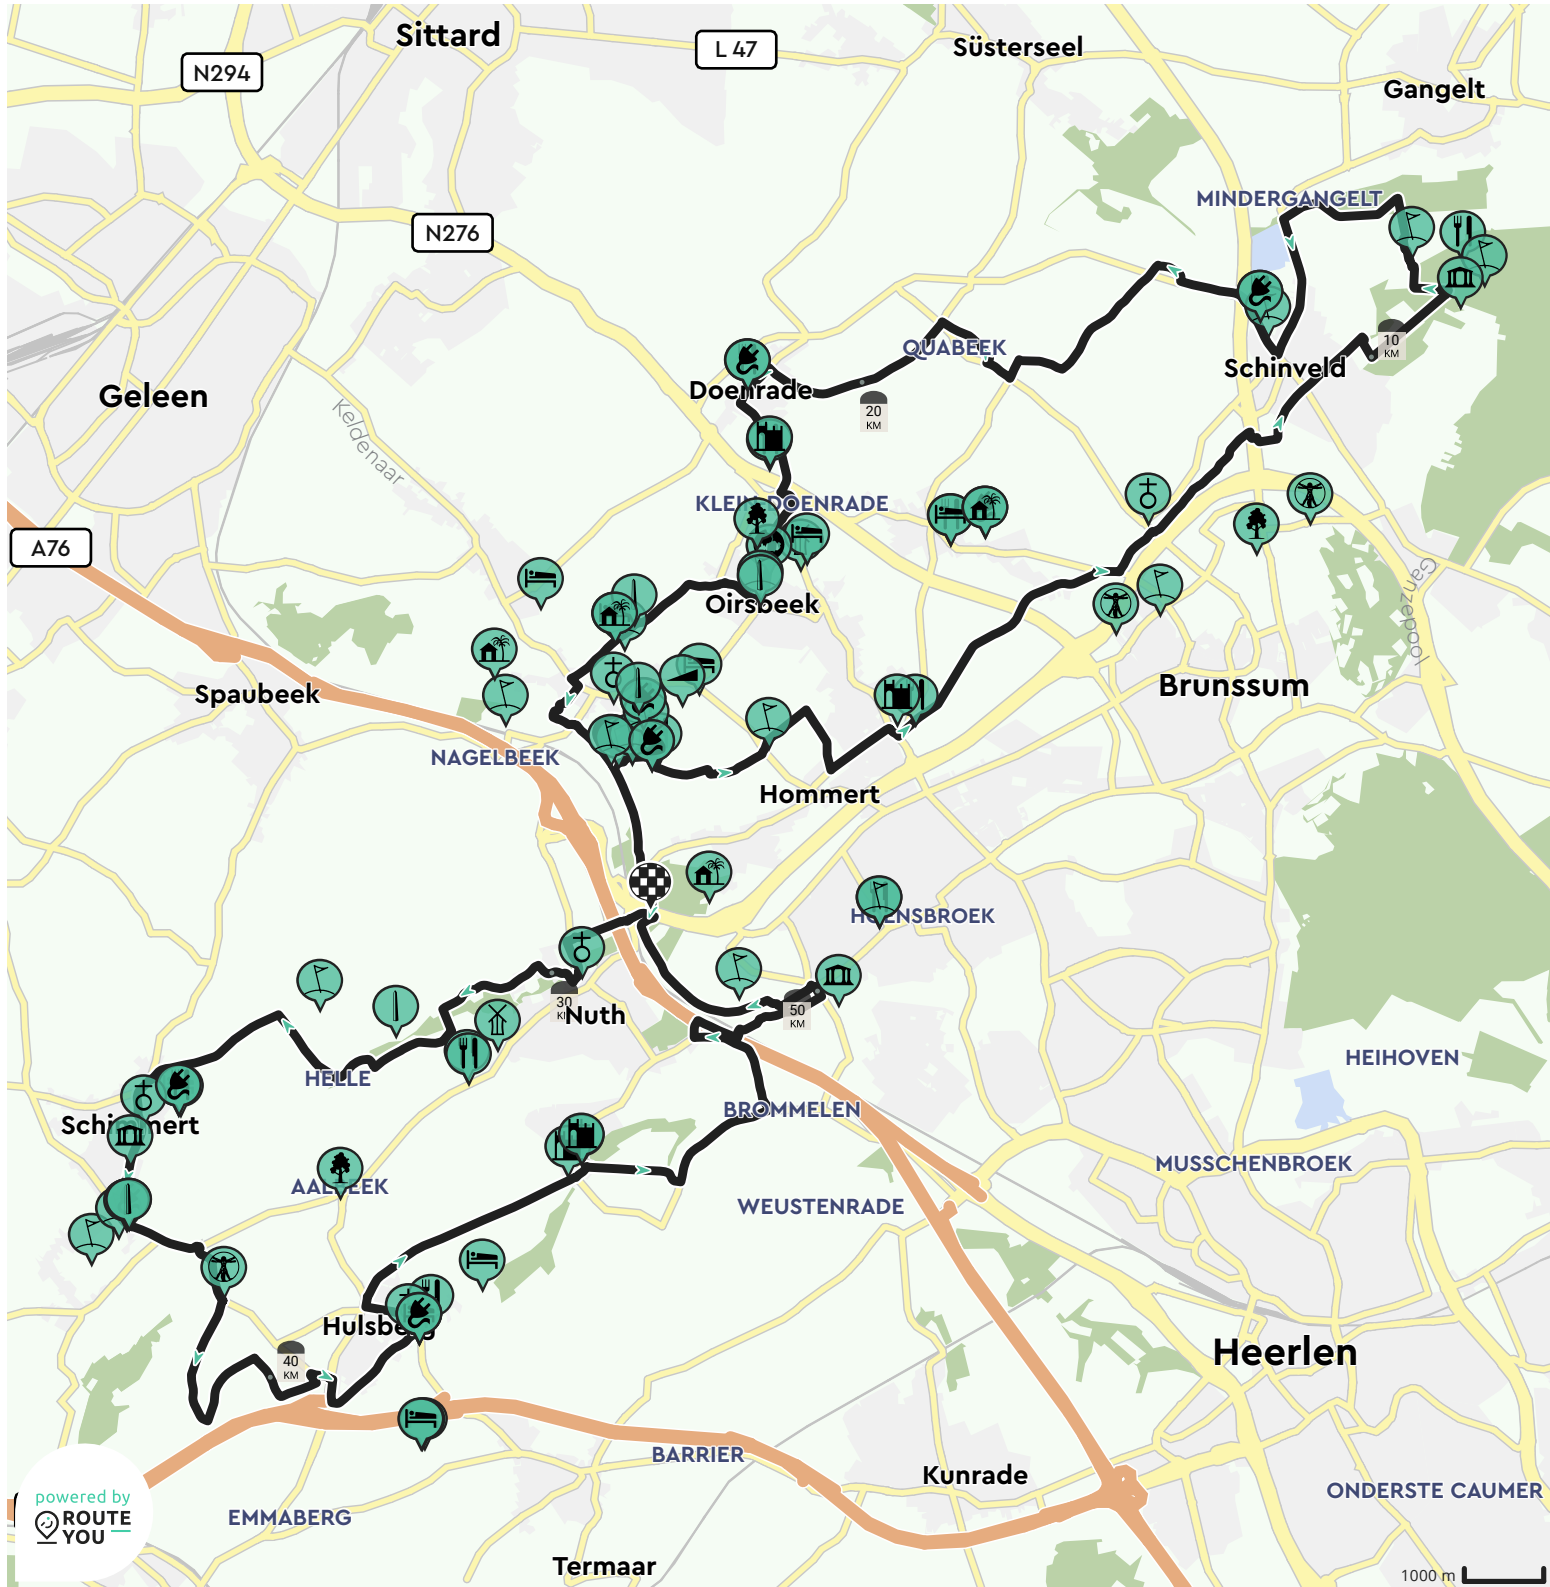 Sittard
L 47
Süsterseel
N294
Gangelt
MINDERGANGELT
N276
QUABEEK
10
KM
Schinveld
Doenrade
Geleen
20
KM
Keldenaar
KLEIN DOENRADE
A76
Ganzepool
Oirsbeek
Spaubeek
Brunssum
NAGELBEEK
Hommert
HOENSBROEK
30
Nuth
50
KM
HEIHOVEN
HELLE
BROMMELEN
Schimmert
MUSSCHENBROEK
AALBEEK
WEUSTENRADE
Hulsberg
Heerlen
40
KM
BARRIER
Kunrade
ONDERSTE CAUMER
powered by
ROUTE
YOU
EMMABERG
Termaar
1000 m